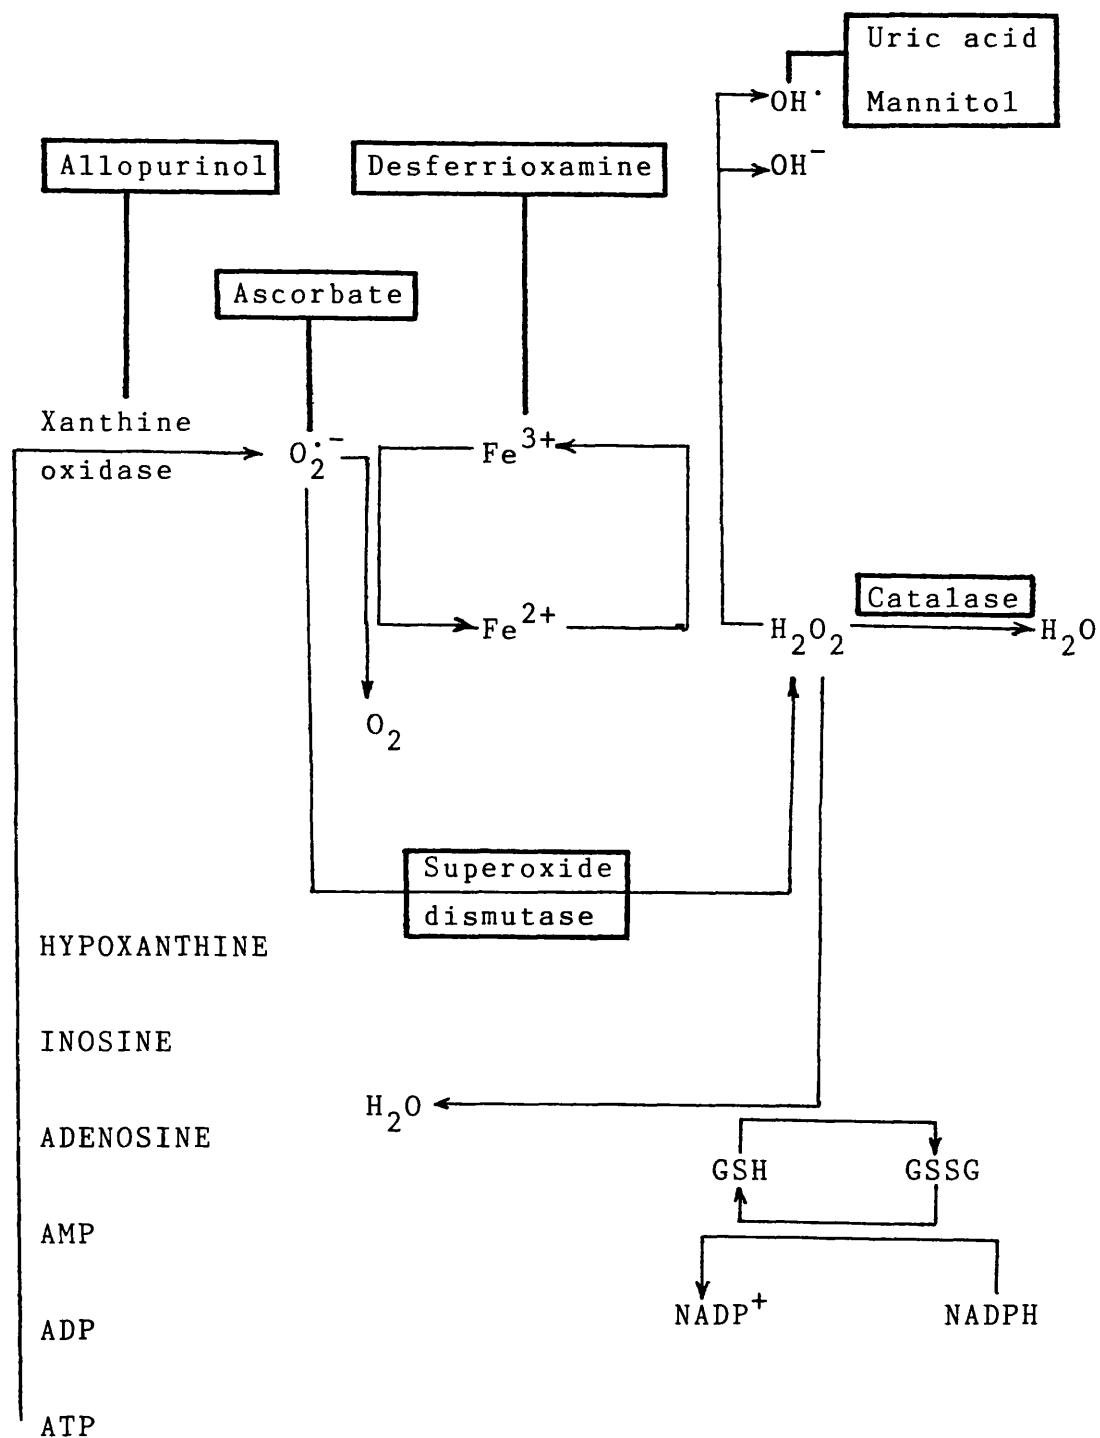 Uric acid
Mannitol
OH·
OH⁻
Allopurinol
Desferrioxamine
Ascorbate
Xanthine
oxidase
O₂·⁻
Fe³⁺
Fe²⁺
Catalase
H₂O₂
H₂O
O₂
Superoxide
dismutase
HYPOXANTHINE
INOSINE
H₂O
ADENOSINE
GSH
GSSG
AMP
NADP⁺
NADPH
ADP
ATP